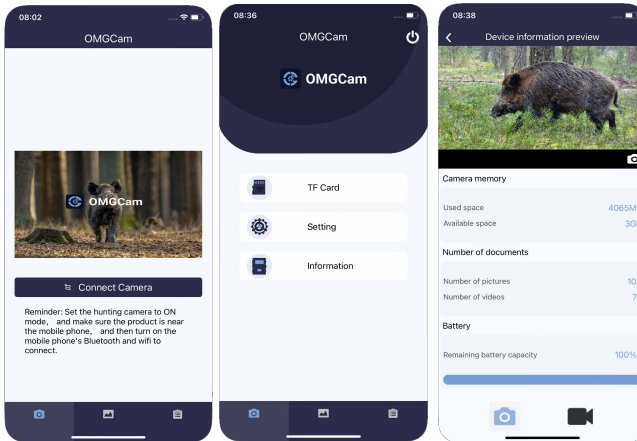 08:02
OMGCam
OMGCam
Connect Camera
Reminder: Set the hunting camera to ON
mode, and make sure the product is near
the mobile phone, and then turn on the
mobile phone's Bluetooth and wifi to
connect.
08:36
OMGCam
OMGCam
TF Card
Setting
Information
08:38
Device information preview
Camera memory
Used space 4065M
Available space 3G
Number of documents
Number of pictures 10
Number of videos 7
Battery
Remaining battery capacity 100%